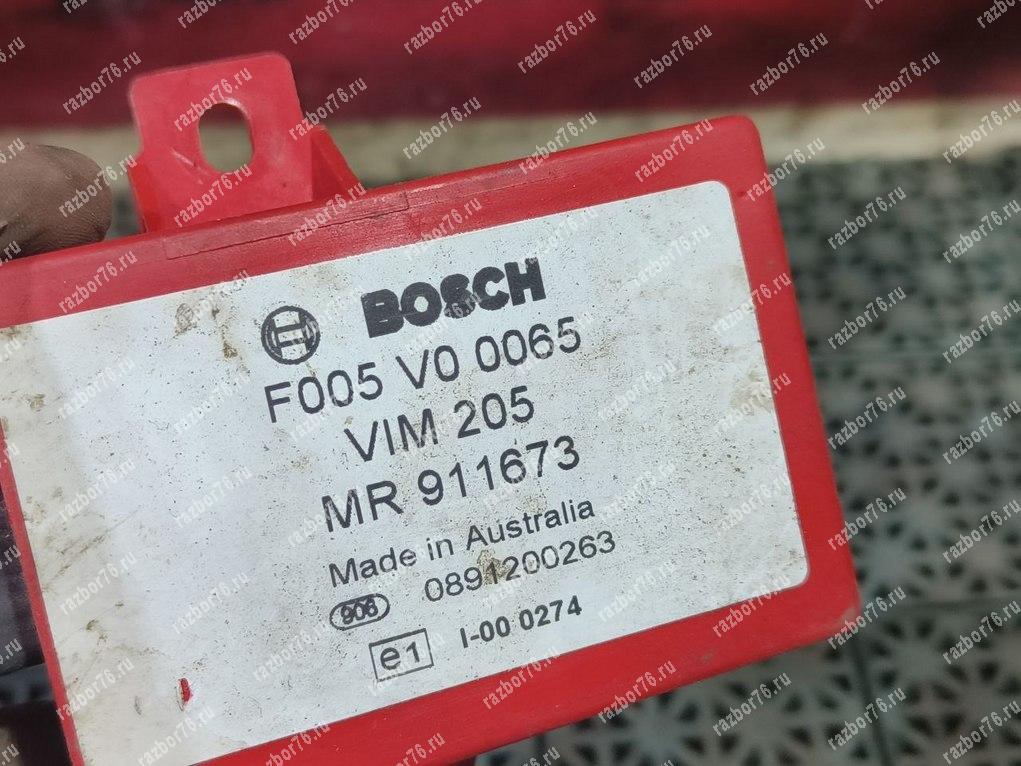 BOSCH
F005 V0 0065
VIM 205
MR 911673
Made in Australia
906 0891200263
e1 I-00 0274
razbor76.ru